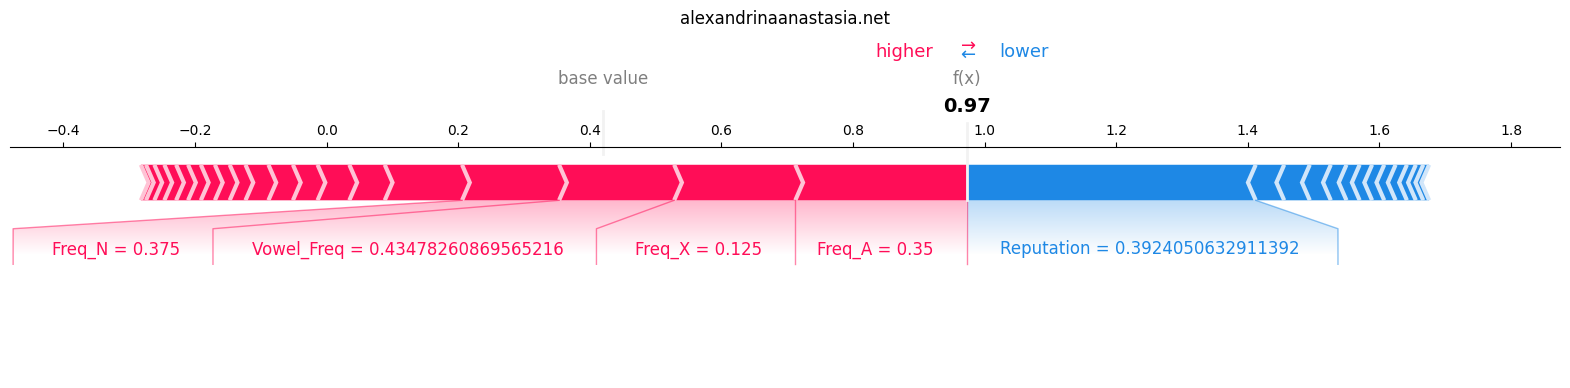 alexandrinaanastasia.net
higher ⇄ lower
base value f(x)
0.97
−0.4 −0.2 0.0 0.2 0.4 0.6 0.8 1.0 1.2 1.4 1.6 1.8
Freq_N = 0.375 Vowel_Freq = 0.43478260869565216 Freq_X = 0.125 Freq_A = 0.35 Reputation = 0.3924050632911392